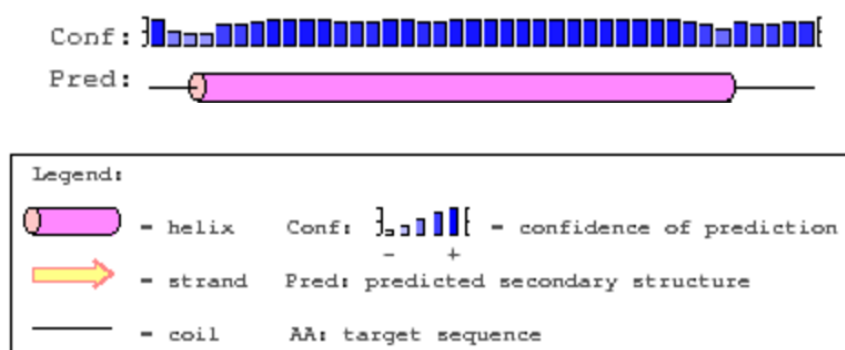 Conf:
Pred:
Legend:
= helix Conf: = confidence of prediction
- +
= strand Pred: predicted secondary structure
= coil AA: target sequence